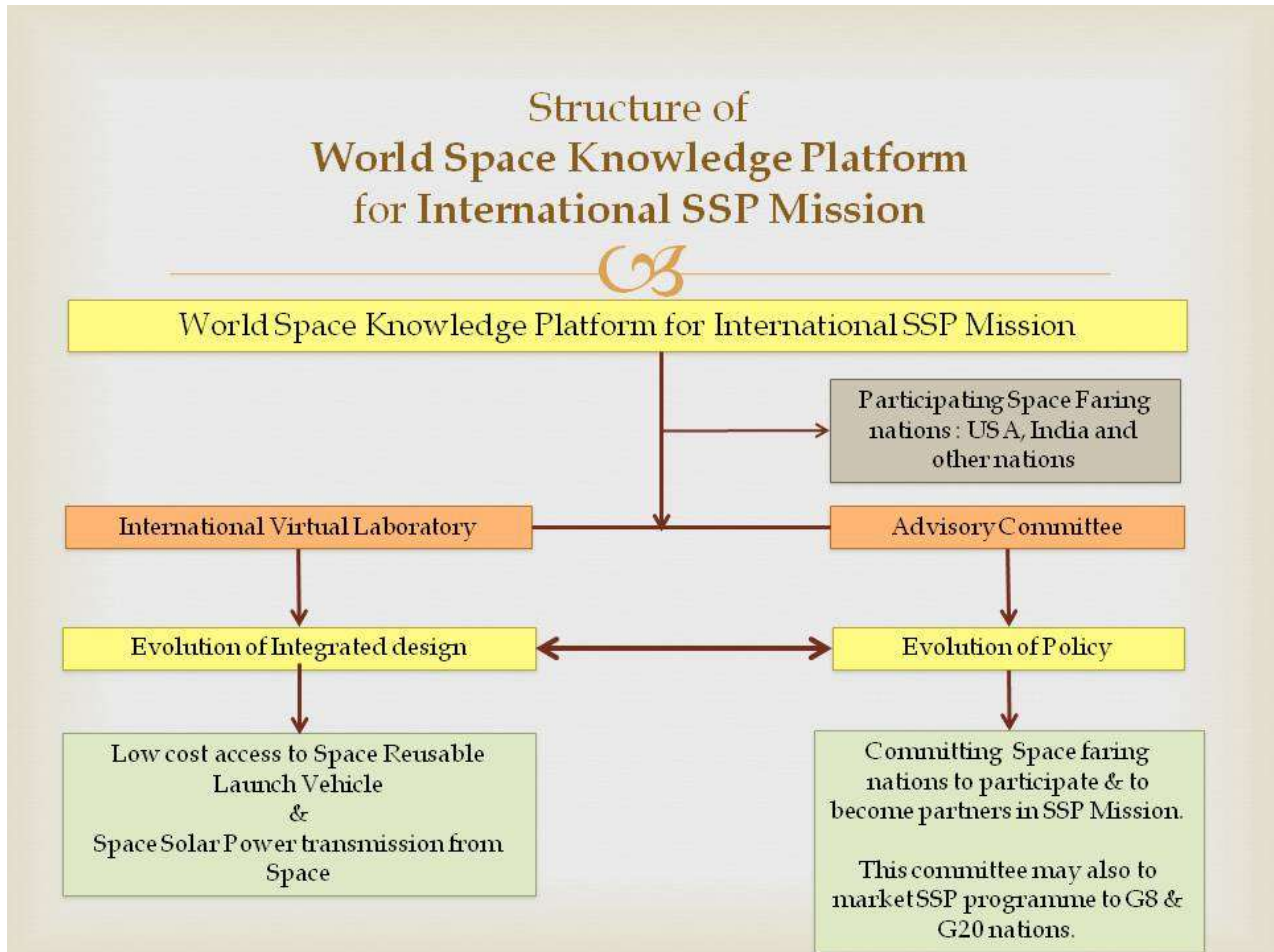 Structure of
World Space Knowledge Platform
for International SSP Mission
World Space Knowledge Platform for International SSP Mission
Participating Space Faring
nations : USA, India and
other nations
International Virtual Laboratory
Advisory Committee
Evolution of Integrated design
Evolution of Policy
Low cost access to Space Reusable
Launch Vehicle
&
Space Solar Power transmission from
Space
Committing Space faring
nations to participate & to
become partners in SSP Mission.
This committee may also to
market SSP programme to G8 &
G20 nations.